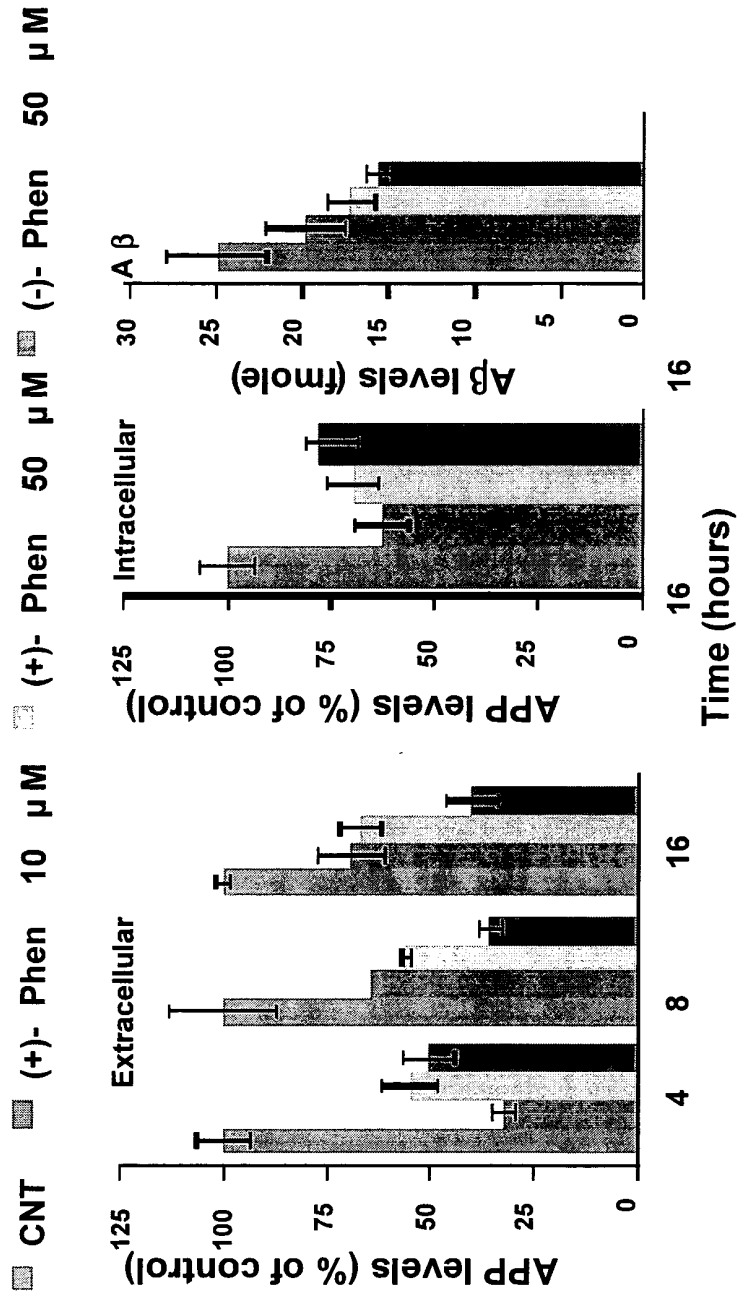 CNT (+)- Phen 10 µM (+)- Phen 50 µM (-)- Phen 50 µM
Extracellular
APP levels (% of control)
125
100
75
50
25
0
4 8 16
Intracellular
APP levels (% of control)
125
100
75
50
25
0
16
A β
Aβ levels (fmole)
30
25
20
15
10
5
0
16
Time (hours)